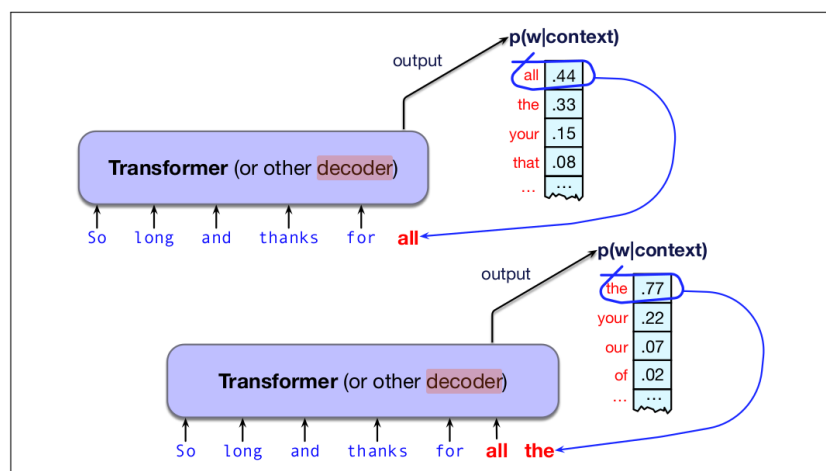 p(w|context)
output
all .44
the .33
your .15
that .08
... ...
Transformer (or other decoder)
So long and thanks for all
p(w|context)
output
the .77
your .22
our .07
of .02
... ...
Transformer (or other decoder)
So long and thanks for all the